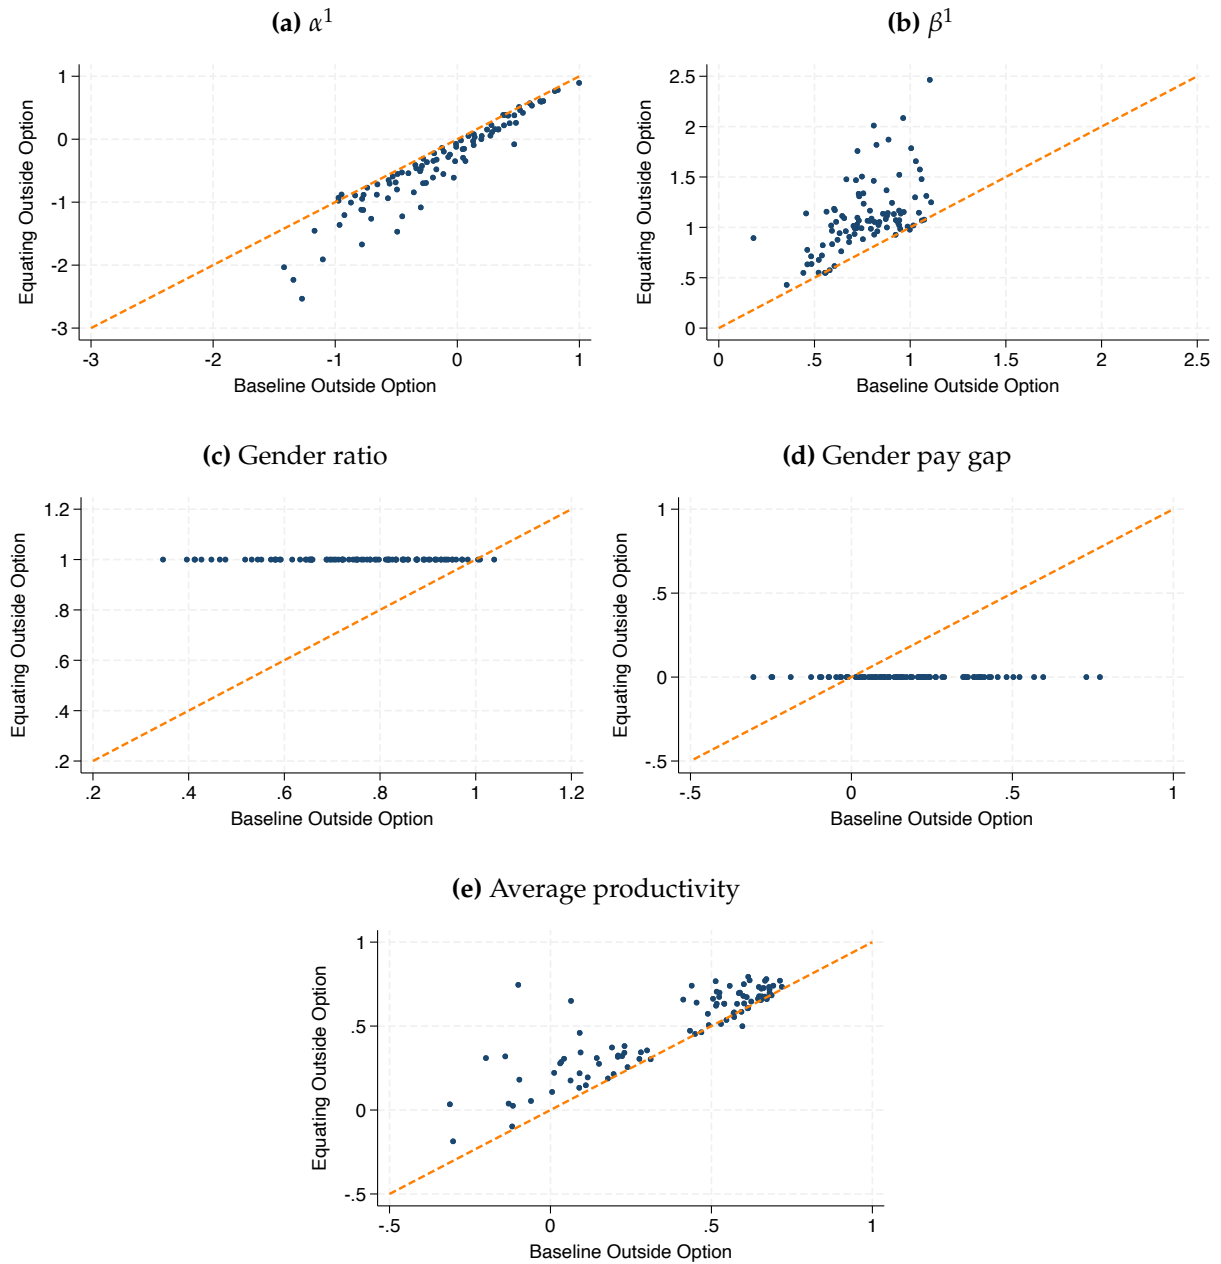 (a) α¹
1
0
-1
-2
-3
Equating Outside Option
-3 -2 -1 0 1
Baseline Outside Option
(b) β¹
2.5
2
1.5
1
.5
0
Equating Outside Option
0 .5 1 1.5 2 2.5
Baseline Outside Option
(c) Gender ratio
1.2
1
.8
.6
.4
.2
Equating Outside Option
.2 .4 .6 .8 1 1.2
Baseline Outside Option
(d) Gender pay gap
1
.5
0
-.5
Equating Outside Option
-.5 0 .5 1
Baseline Outside Option
(e) Average productivity
1
.5
0
-.5
Equating Outside Option
-.5 0 .5 1
Baseline Outside Option